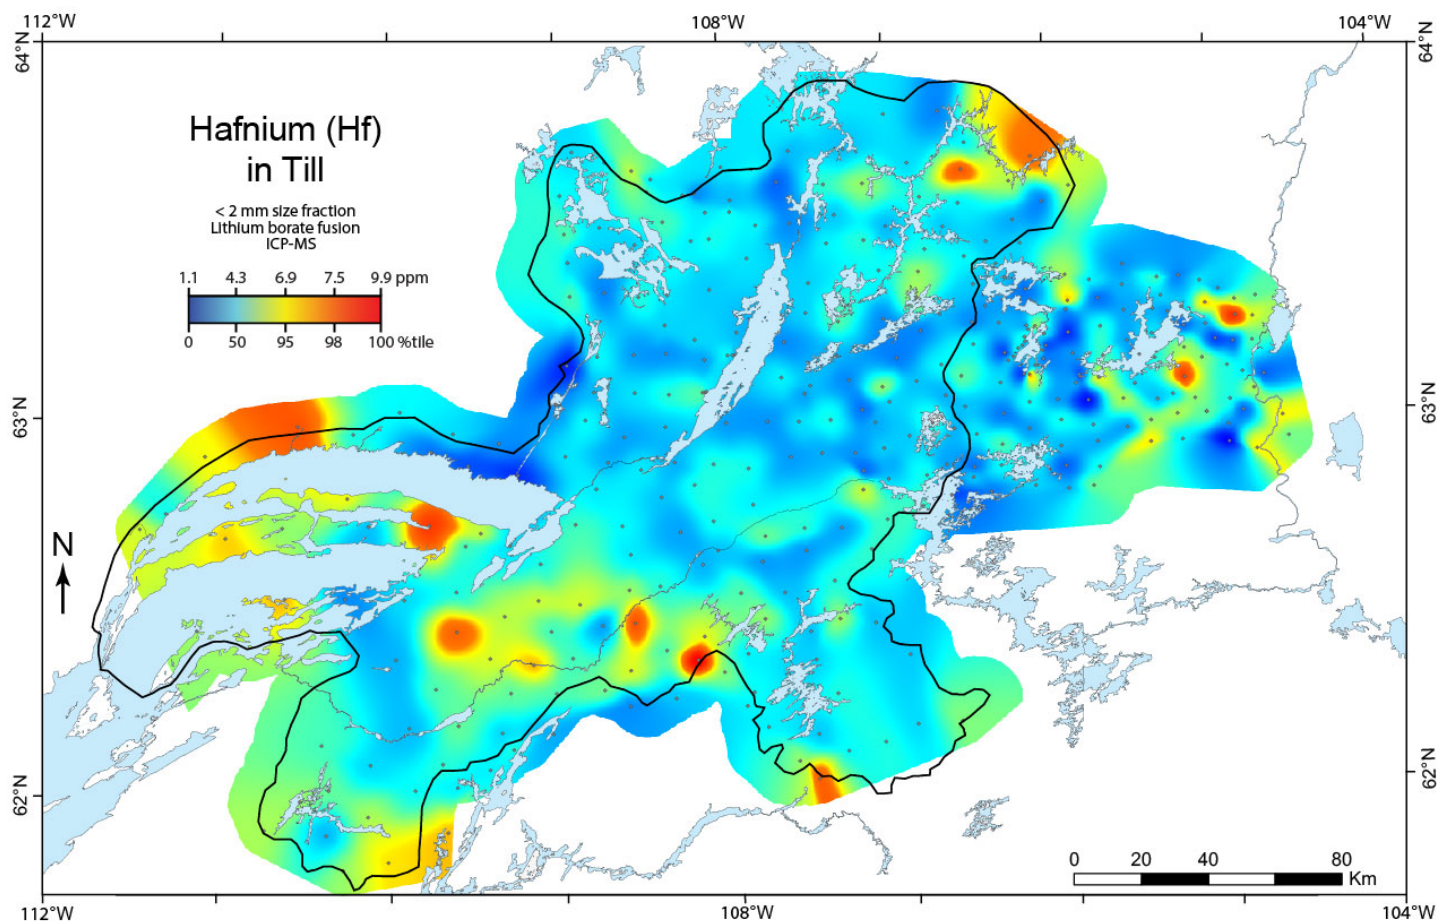 112°W 108°W 104°W
64°N 64°N
Hafnium (Hf)
in Till
< 2 mm size fraction
Lithium borate fusion
ICP-MS
1.1 4.3 6.9 7.5 9.9 ppm
0 50 95 98 100 %tile
63°N 63°N
N
62°N 62°N
0 20 40 80
Km
112°W 108°W 104°W